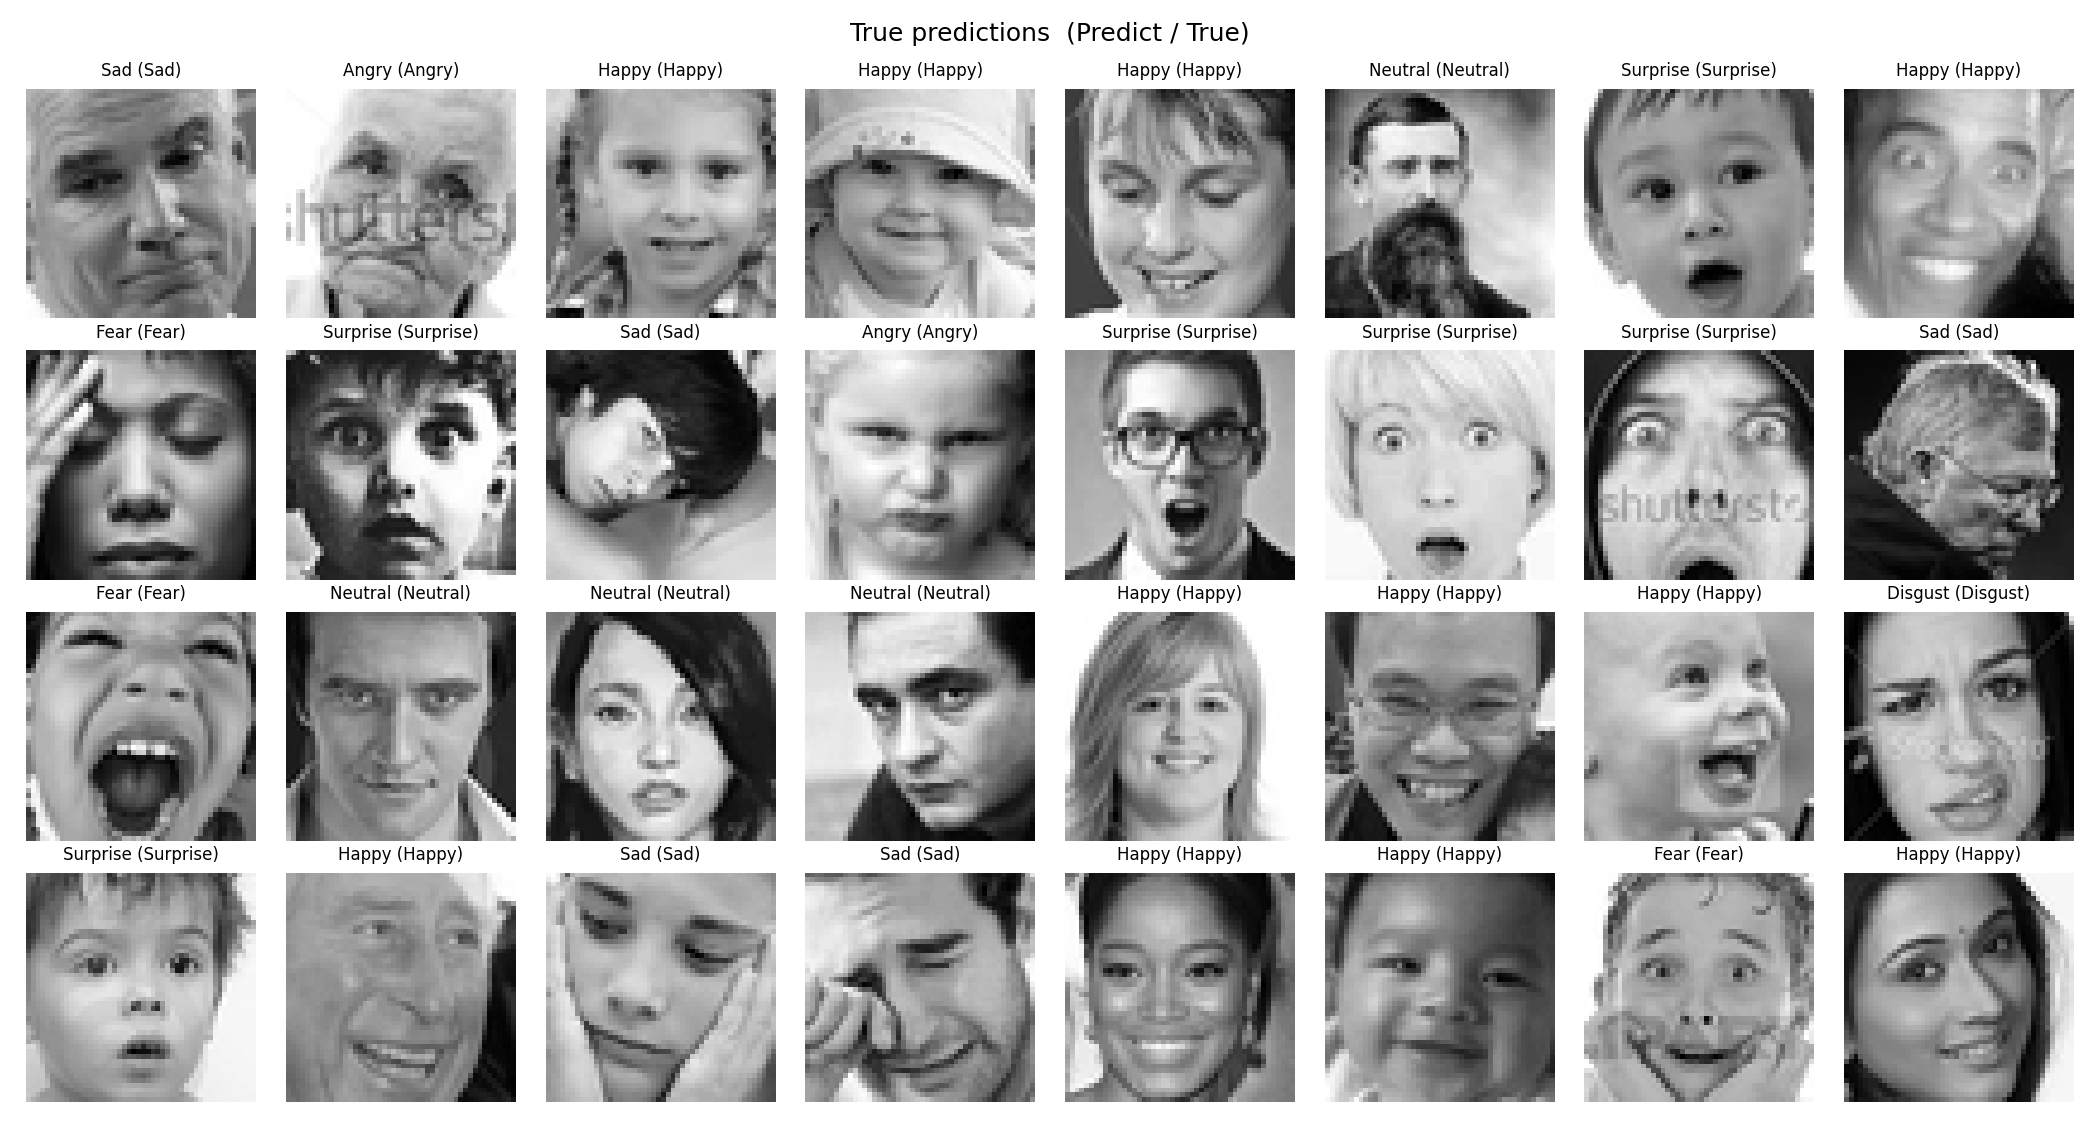 True predictions (Predict / True)
Sad (Sad) Angry (Angry) Happy (Happy) Happy (Happy) Happy (Happy) Neutral (Neutral) Surprise (Surprise) Happy (Happy)
shutterst
Fear (Fear) Surprise (Surprise) Sad (Sad) Angry (Angry) Surprise (Surprise) Surprise (Surprise) Surprise (Surprise) Sad (Sad)
shuttersto
Fear (Fear) Neutral (Neutral) Neutral (Neutral) Neutral (Neutral) Happy (Happy) Happy (Happy) Happy (Happy) Disgust (Disgust)
Surprise (Surprise) Happy (Happy) Sad (Sad) Sad (Sad) Happy (Happy) Happy (Happy) Fear (Fear) Happy (Happy)